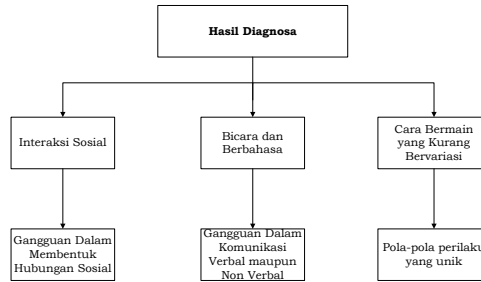 Hasil Diagnosa
Interaksi Sosial
Bicara dan
Berbahasa
Cara Bermain
yang Kurang
Bervariasi
Gangguan Dalam
Membentuk
Hubungan Sosial
Gangguan Dalam
Komunikasi
Verbal maupun
Non Verbal
Pola-pola perilaku
yang unik